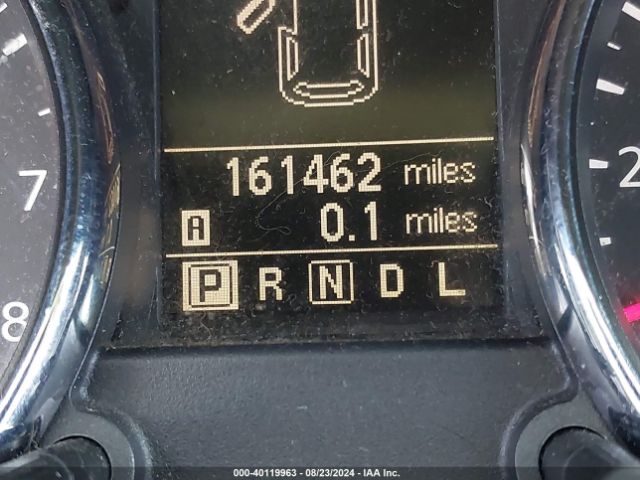 161462 miles
A 0.1 miles
P R N D L
7
8
2
000-40119963 - 08/23/2024 - IAA Inc.